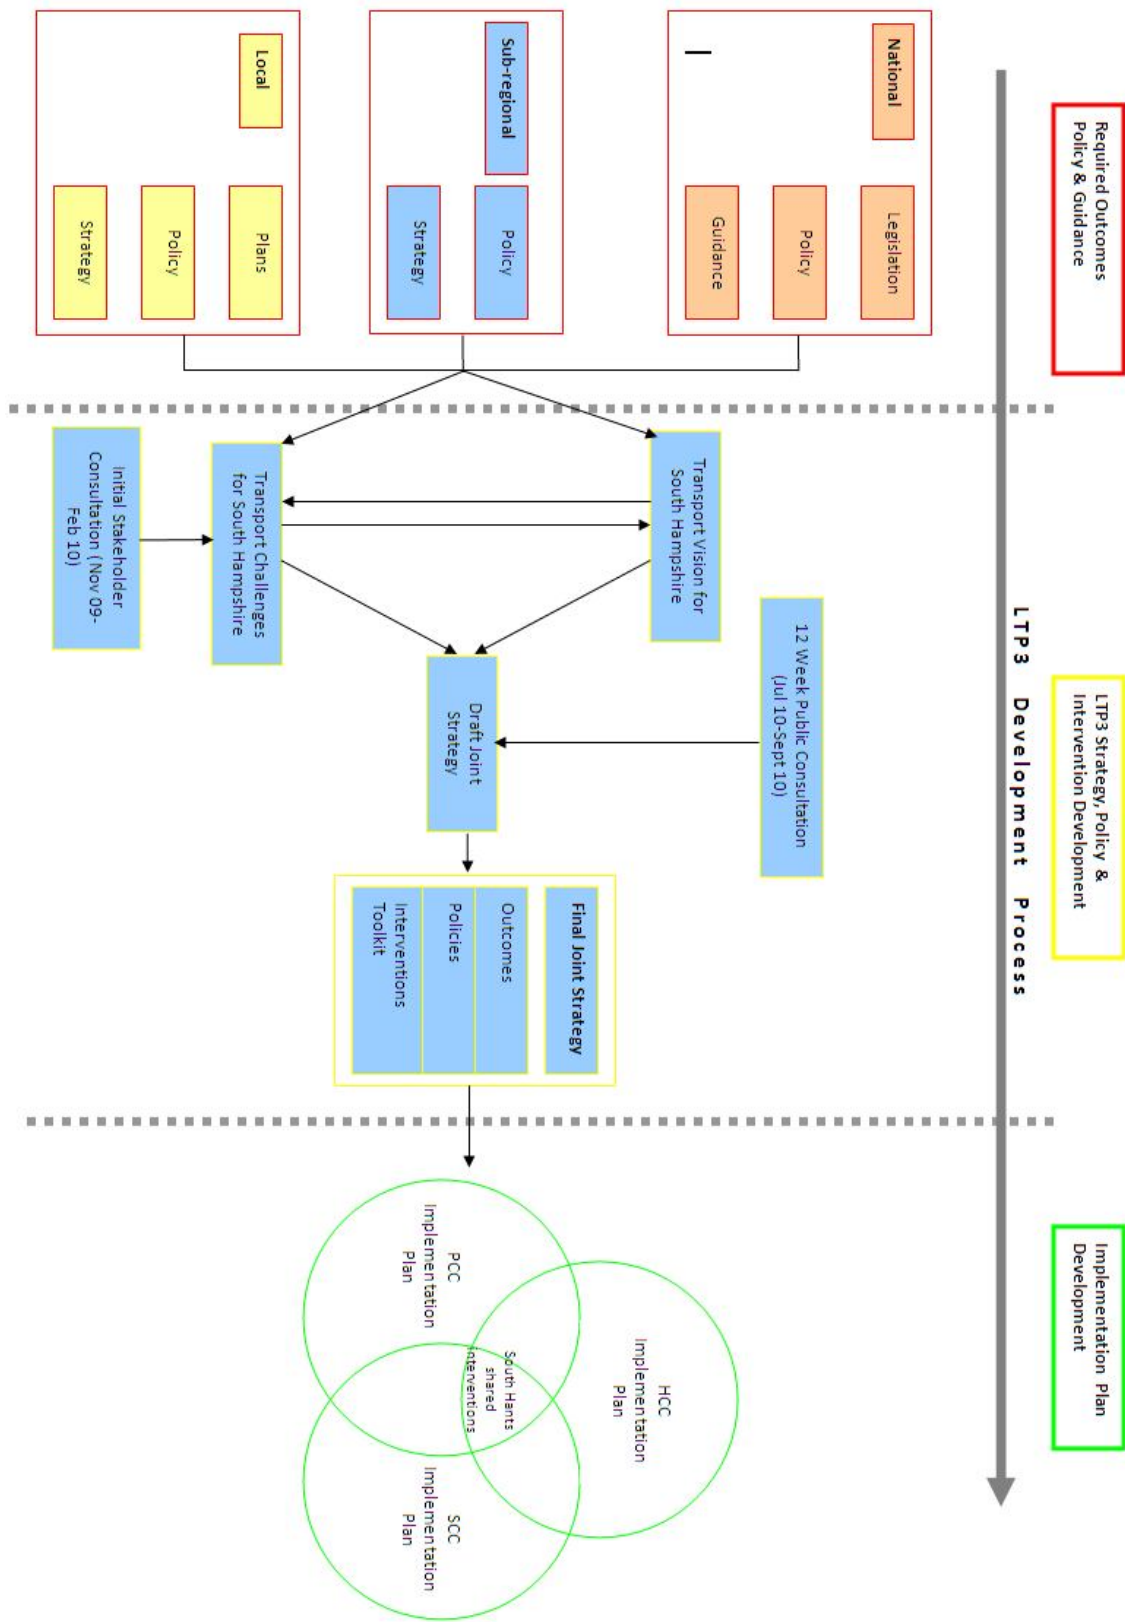 Required Outcomes
Policy & Guidance
LTP3 Strategy, Policy &
Intervention Development
Implementation Plan
Development
LTP3 Development Process
National
Legislation
Policy
Guidance
Sub-regional
Policy
Strategy
Local
Plans
Policy
Strategy
12 Week Public Consultation
(Jul 10-Sept 10)
Transport Vision for
South Hampshire
Transport Challenges
for South Hampshire
Initial Stakeholder
Consultation (Nov 09-
Feb 10)
Draft Joint
Strategy
Final Joint Strategy
Outcomes
Policies
Interventions
Toolkit
HCC
Implementation
Plan
South Hants
shared
interventions
PCC
Implementation
Plan
SCC
Implementation
Plan